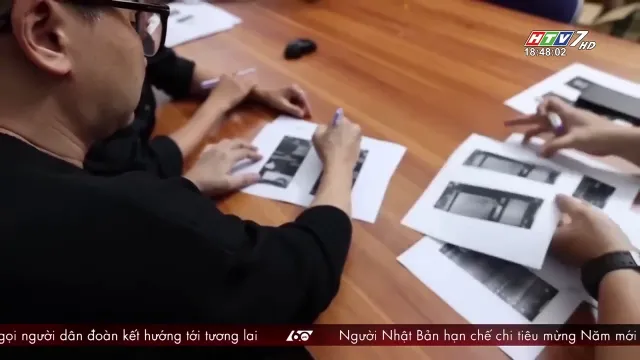 HTV7 HD
18:48:02
gọi người dân đoàn kết hướng tới tương lai 60 Người Nhật Bản hạn chế chi tiêu mừng Năm mới